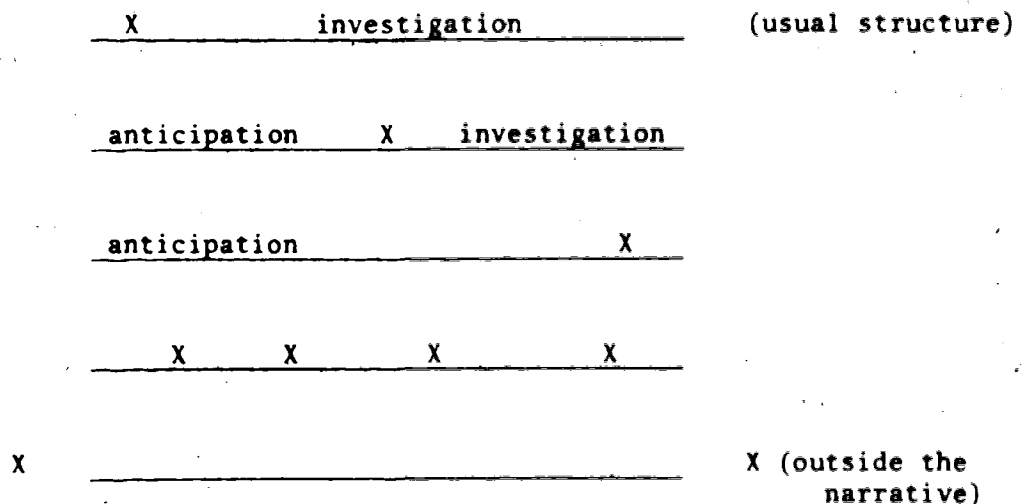 X investigation (usual structure)
anticipation X investigation
anticipation X
X X X X
X X (outside the
narrative)